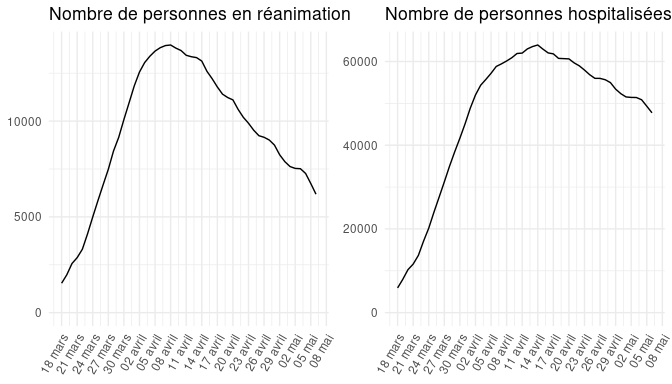 Nombre de personnes en réanimation
10000
5000
0
18 mars
21 mars
24 mars
27 mars
30 mars
02 avril
05 avril
08 avril
11 avril
14 avril
17 avril
20 avril
23 avril
26 avril
29 avril
02 mai
05 mai
08 mai
Nombre de personnes hospitalisées
60000
40000
20000
0
18 mars
21 mars
24 mars
27 mars
30 mars
02 avril
05 avril
08 avril
11 avril
14 avril
17 avril
20 avril
23 avril
26 avril
29 avril
02 mai
05 mai
08 mai